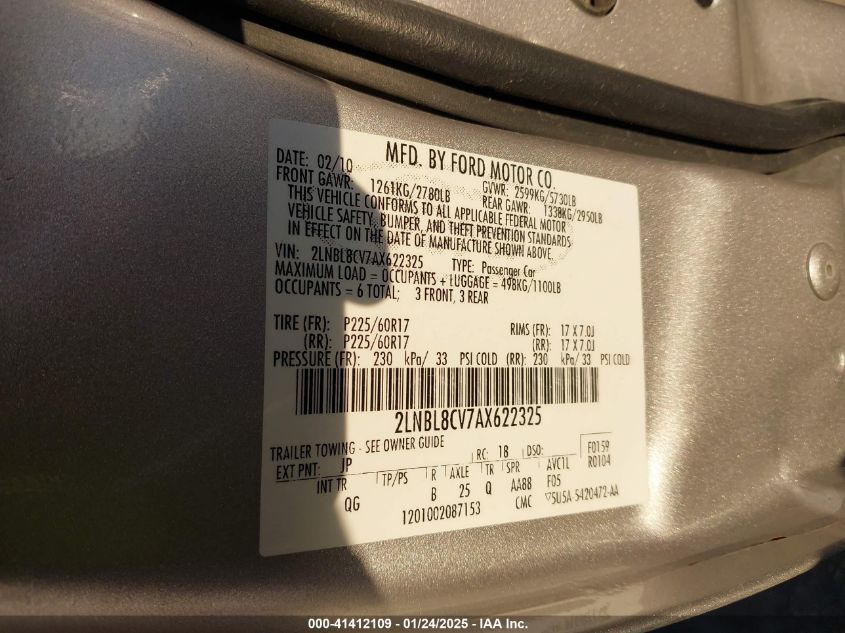 MFD. BY FORD MOTOR CO.
DATE: 02/10
GVWR: 2599KG/5730LB
FRONT GAWR: 1261KG/2780LB
REAR GAWR: 1338KG/2950LB
THIS VEHICLE CONFORMS TO ALL APPLICABLE FEDERAL MOTOR
VEHICLE SAFETY, BUMPER, AND THEFT PREVENTION STANDARDS
IN EFFECT ON THE DATE OF MANUFACTURE SHOWN ABOVE.
VIN: 2LNBL8CV7AX622325 TYPE: Passenger Car
MAXIMUM LOAD = OCCUPANTS + LUGGAGE = 498KG/1100LB
OCCUPANTS = 6 TOTAL; 3 FRONT, 3 REAR
TIRE (FR): P225/60R17 RIMS (FR): 17 X 7.0J
(RR): P225/60R17 (RR): 17 X 7.0J
PRESSURE (FR): 230 kPa/ 33 PSI COLD (RR): 230 kPa/ 33 PSI COLD
2LNBL8CV7AX622325
TRAILER TOWING - SEE OWNER GUIDE
EXT PNT: JP RC: 18 DSO: F0159
R0104
INT TR TP/PS R AXLE TR SPR AVC1L
QG B 25 Q AA88 F05
1201002087153 CMC 5U5A-5420472-AA
000-41412109 - 01/24/2025 - IAA Inc.